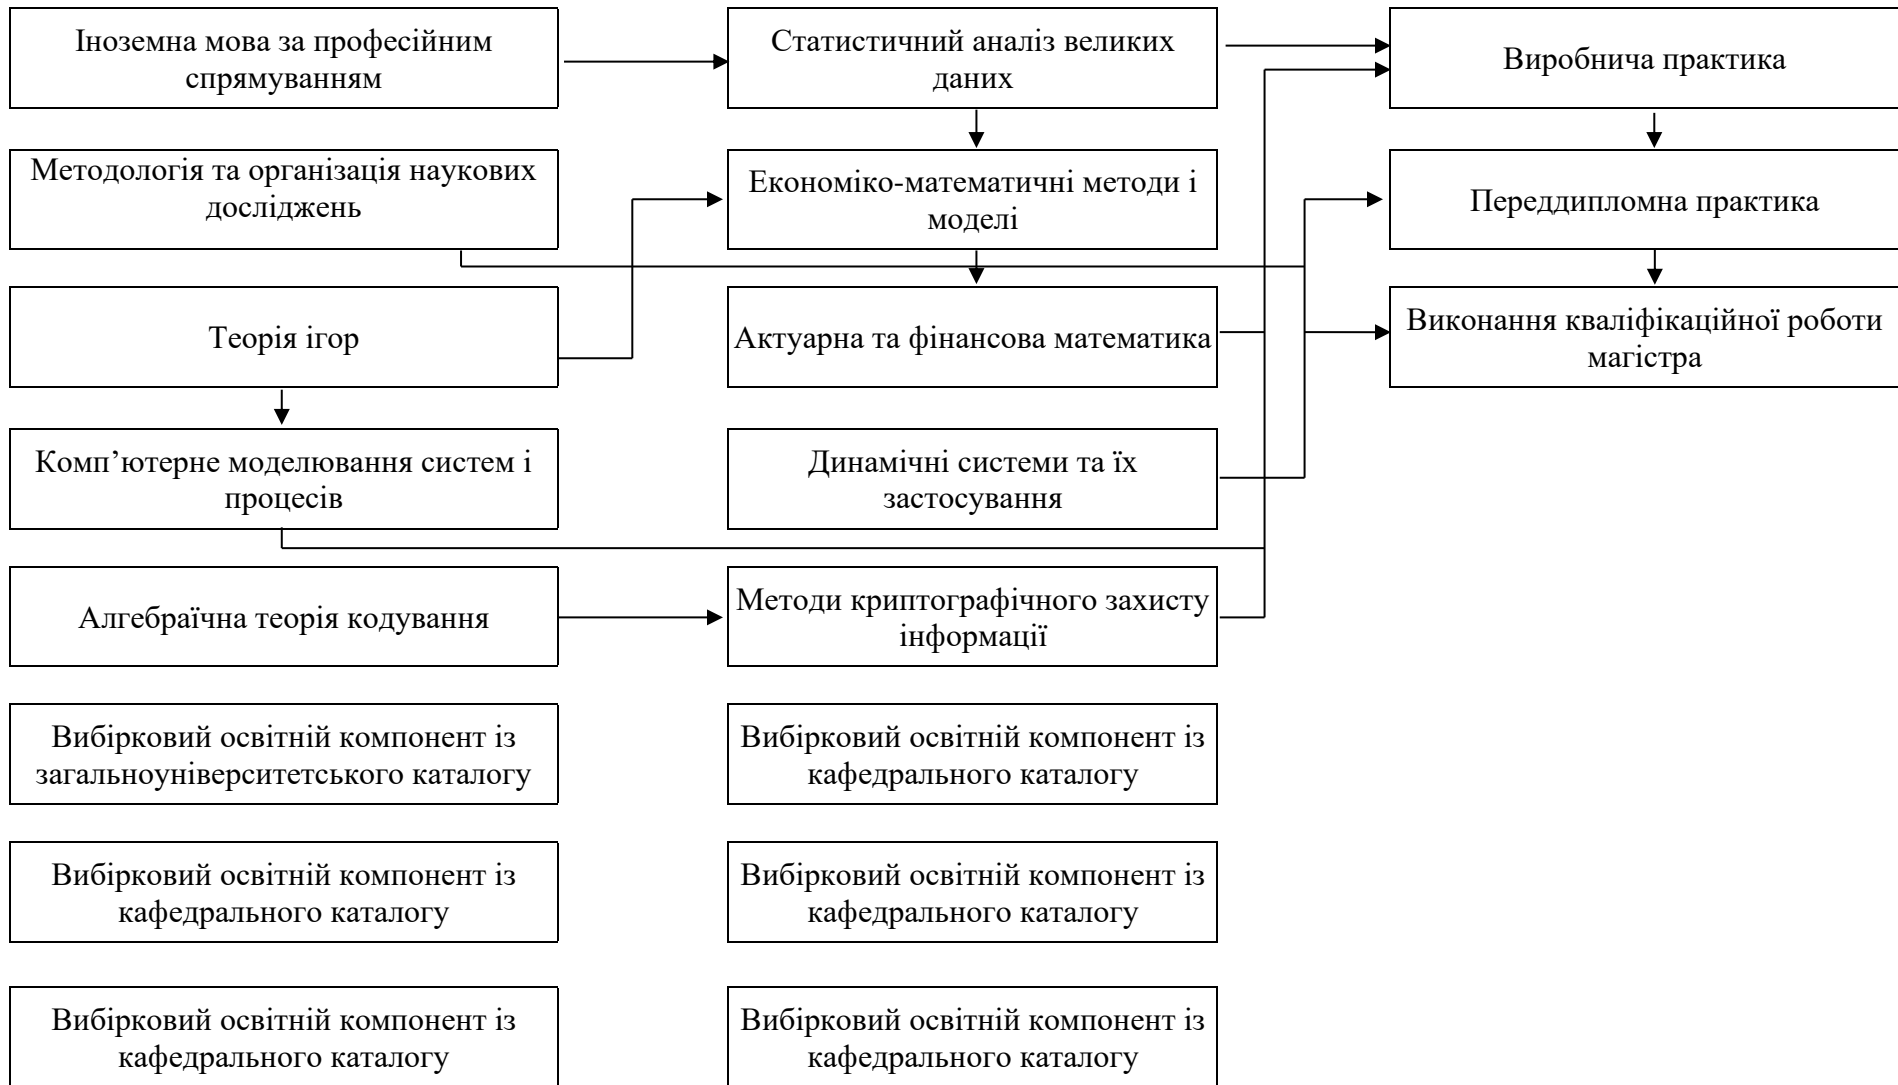 Іноземна мова за професійним
спрямуванням
Статистичний аналіз великих
даних
Виробнича практика
Методологія та організація наукових
досліджень
Економіко-математичні методи і
моделі
Переддипломна практика
Теорія ігор
Актуарна та фінансова математика
Виконання кваліфікаційної роботи
магістра
Комп’ютерне моделювання систем і
процесів
Динамічні системи та їх
застосування
Алгебраїчна теорія кодування
Методи криптографічного захисту
інформації
Вибірковий освітній компонент із
загальноуніверситетського каталогу
Вибірковий освітній компонент із
кафедрального каталогу
Вибірковий освітній компонент із
кафедрального каталогу
Вибірковий освітній компонент із
кафедрального каталогу
Вибірковий освітній компонент із
кафедрального каталогу
Вибірковий освітній компонент із
кафедрального каталогу